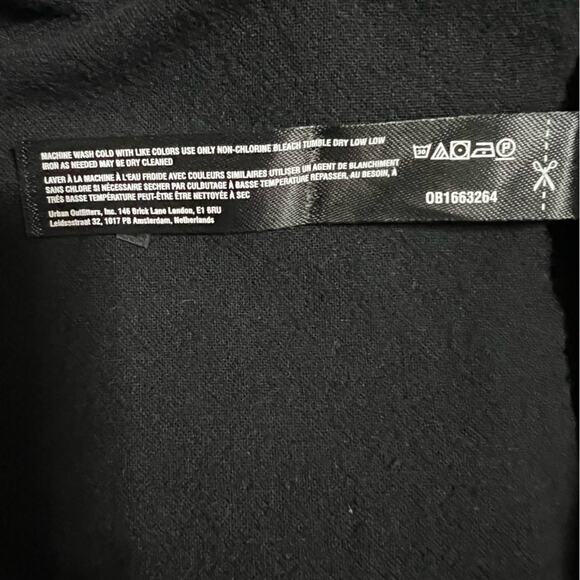 MACHINE WASH COLD WITH LIKE COLORS USE ONLY NON-CHLORINE BLEACH TUMBLE DRY LOW LOW
IRON AS NEEDED MAY BE DRY CLEANED
LAVER À LA MACHINE À L'EAU FROIDE AVEC COULEURS SIMILAIRES UTILISER UN AGENT DE BLANCHIMENT
SANS CHLORE SI NÉCESSAIRE SECHER PAR CULBUTAGE À BASSE TEMPÉRATURE REPASSER, AU BESOIN, À
TRÈS BASSE TEMPÉRATURE PEUT-ÊTRE ÊTRE NETTOYÉE À SEC
Urban Outfitters, Inc. 146 Brick Lane London, E1 6RU
Leidsestraat 32, 1017 PB Amsterdam, Netherlands
30 P
OB1663264